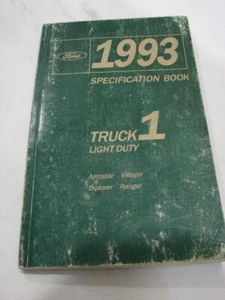 Ford
1993
SPECIFICATION BOOK
TRUCK 1
LIGHT DUTY
Aerostar Villager
Explorer Ranger